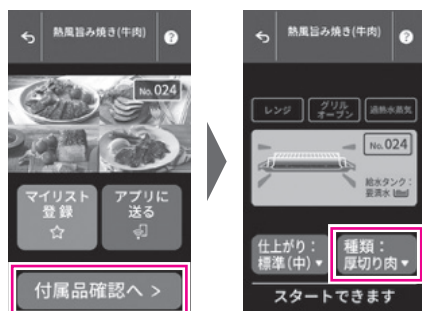 熱風旨み焼き(牛肉)
?
No.024
マイリスト
登録
アプリに
送る
付属品確認へ >
熱風旨み焼き(牛肉)
?
レンジ
グリル
オーブン
過熱水蒸気
No.024
給水タンク:
要満水
仕上がり:
標準(中)▼
種類:
厚切り肉▼
スタートできます